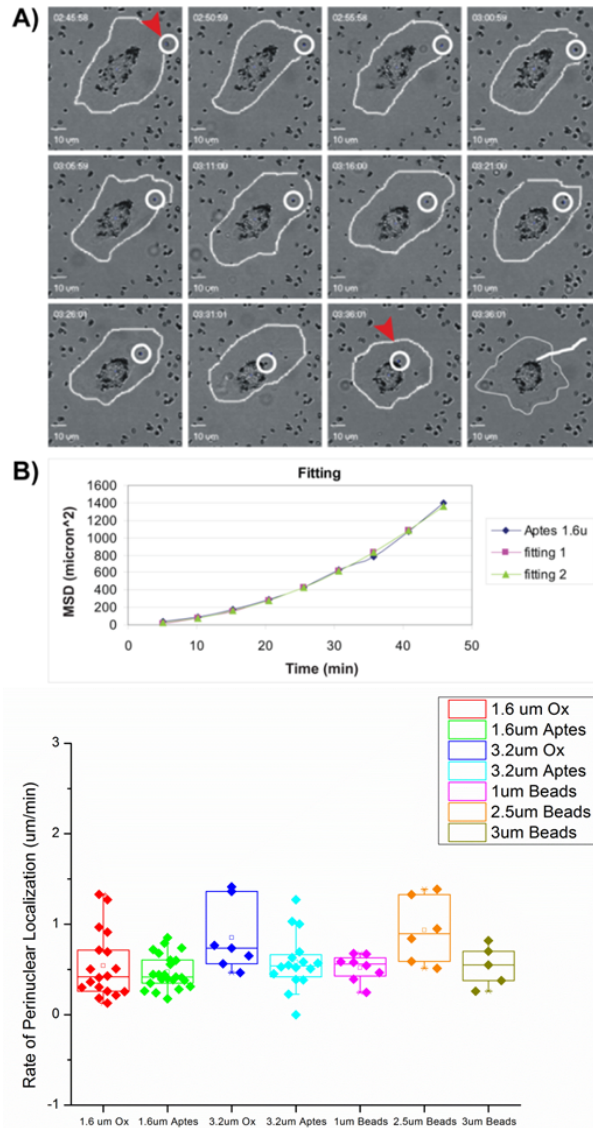 A)
02:45:58 02:50:59 02:55:58 03:00:59
10 um 10 um 10 um 10 um
03:05:59 03:11:00 03:16:00 03:21:00
10 um 10 um 10 um 10 um
03:26:01 03:31:01 03:36:01 03:36:01
10 um 10 um 10 um 10 um
B)
Fitting
MSD (micron^2)
1600
1400
1200
1000
800
600
400
200
0
0 10 20 30 40 50
Time (min)
Aptes 1.6u
fitting 1
fitting 2
1.6 um Ox
1.6um Aptes
3.2um Ox
3.2um Aptes
1um Beads
2.5um Beads
3um Beads
Rate of Perinuclear Localization (um/min)
3
2
1
0
-1
1.6 um Ox 1.6um Aptes 3.2um Ox 3.2um Aptes 1um Beads 2.5um Beads 3um Beads